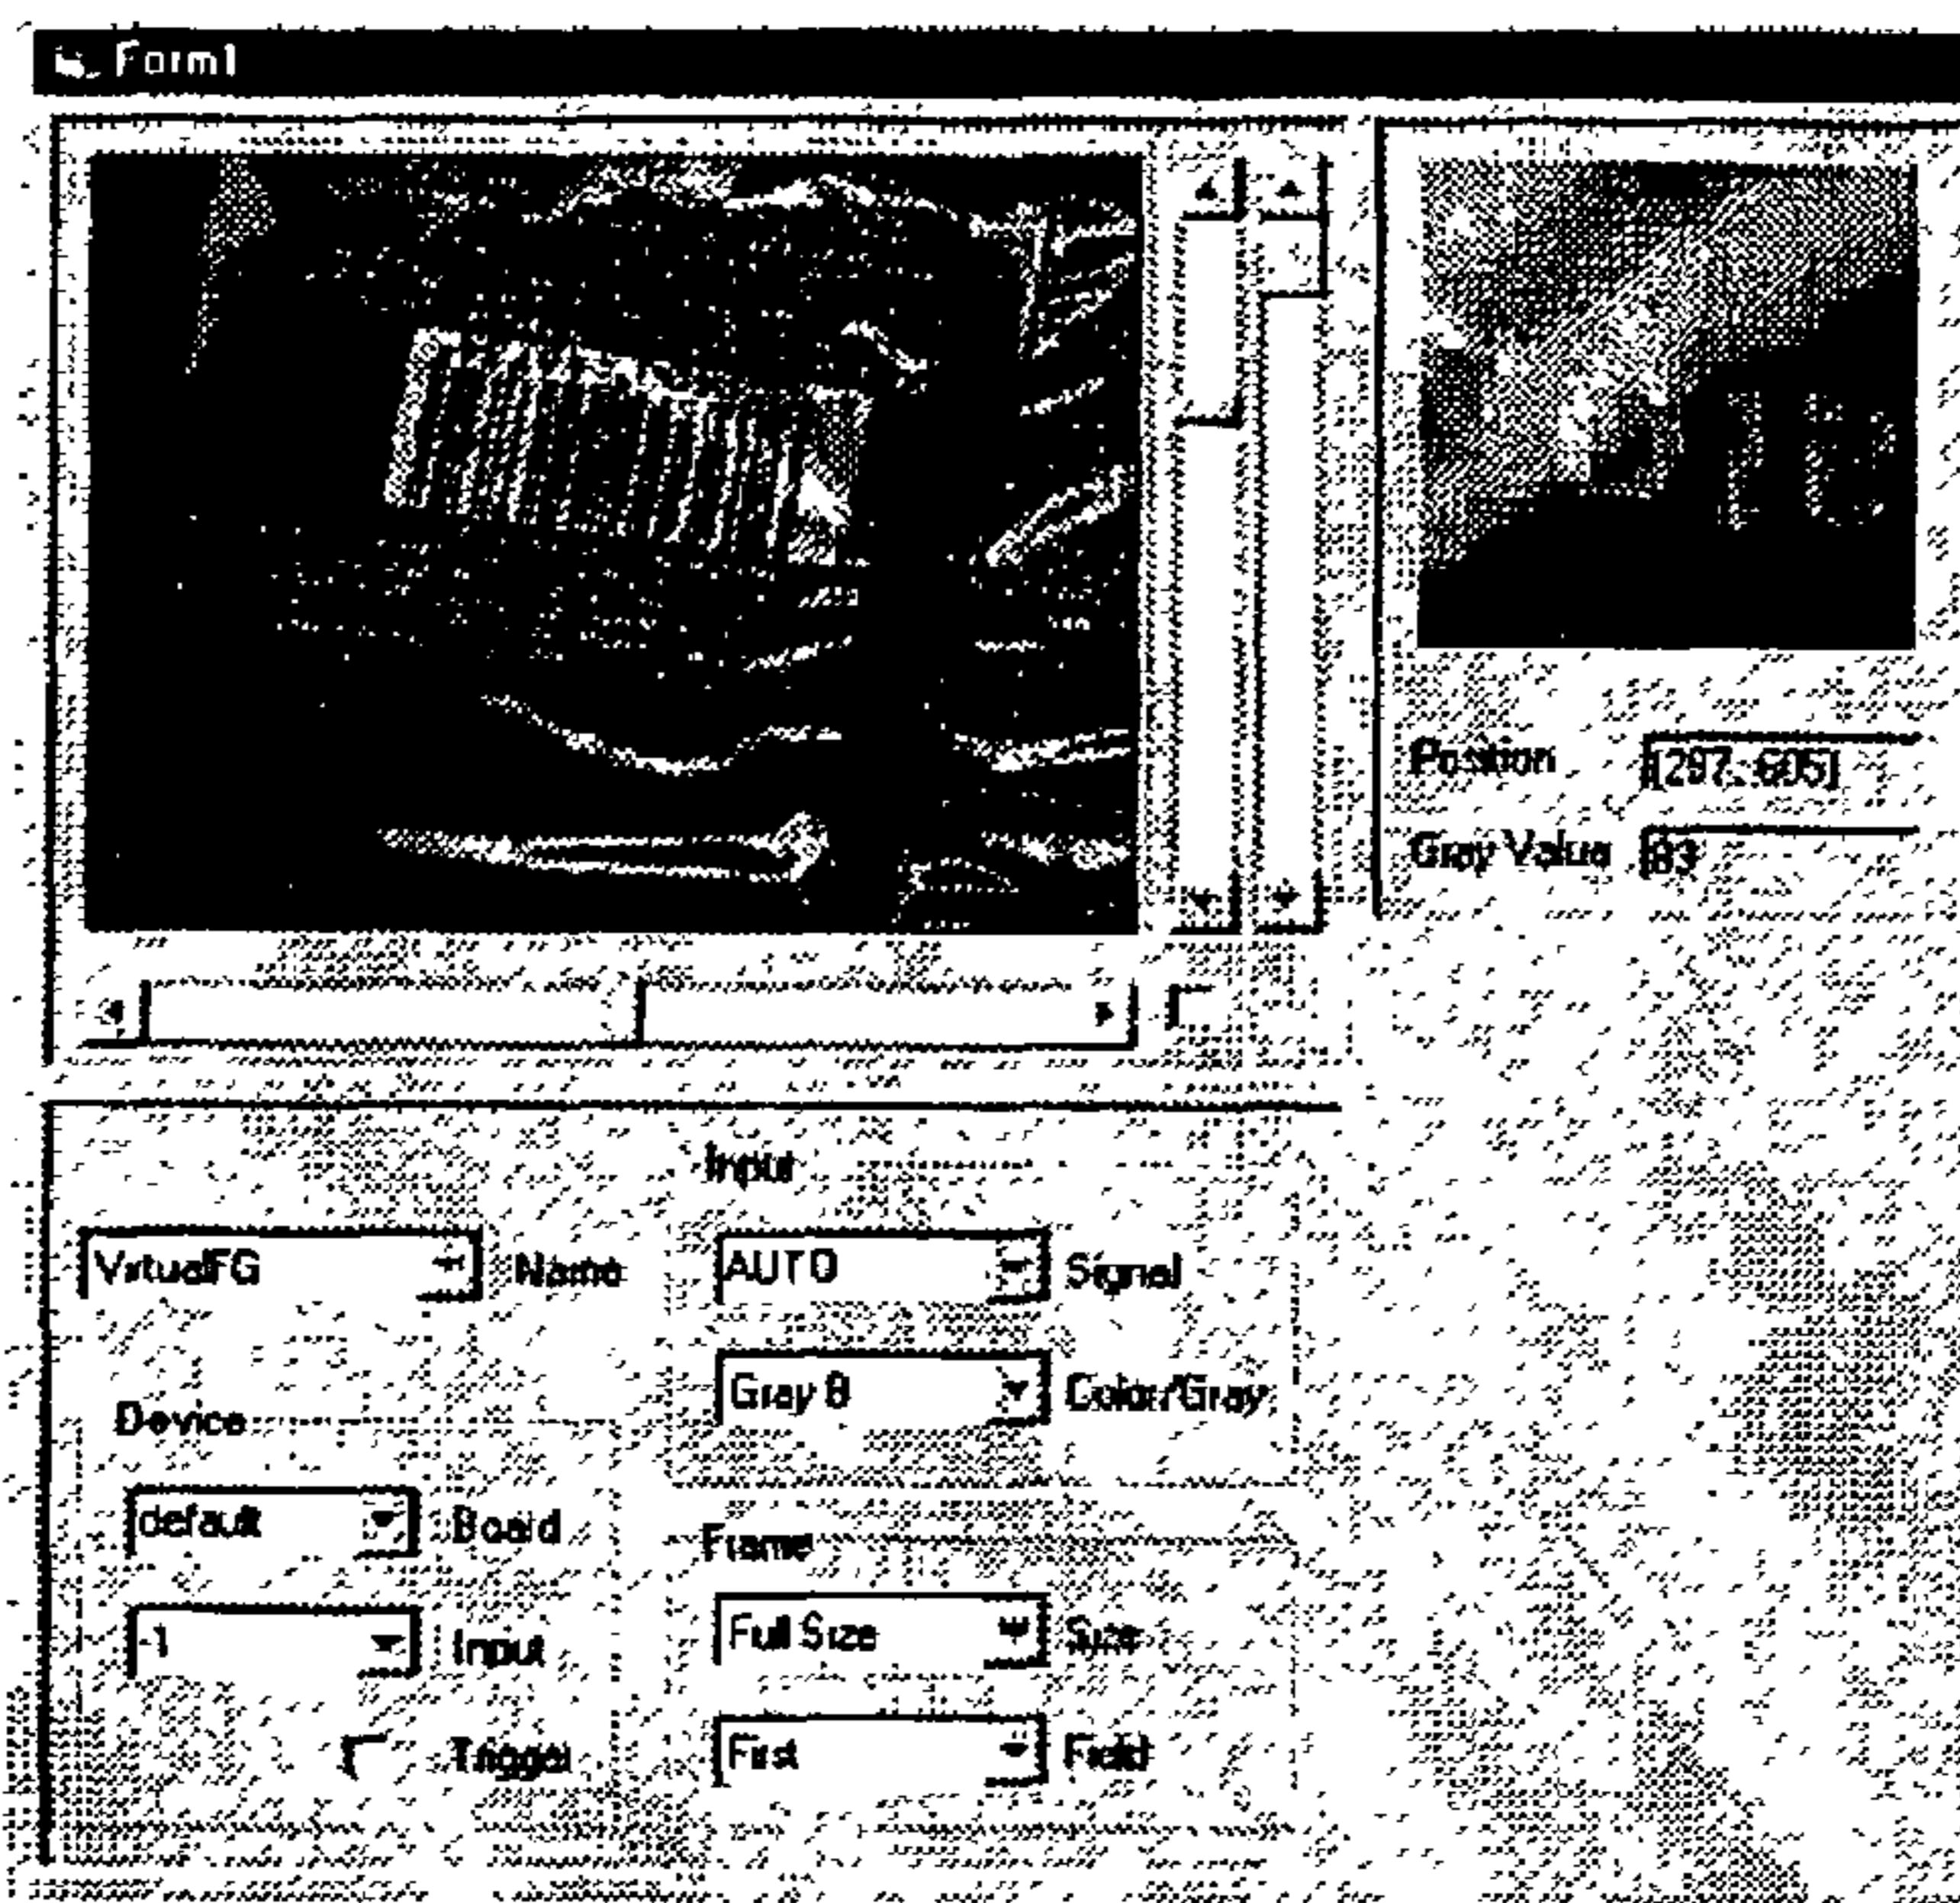 Form1
Position [297..605]
Gray Value 83
Input
VirtualFG Name AUTO Signal
Gray 8 Color/Gray
Device
default Board
Frame
-1 Input Full Size Size
Trigger First Field